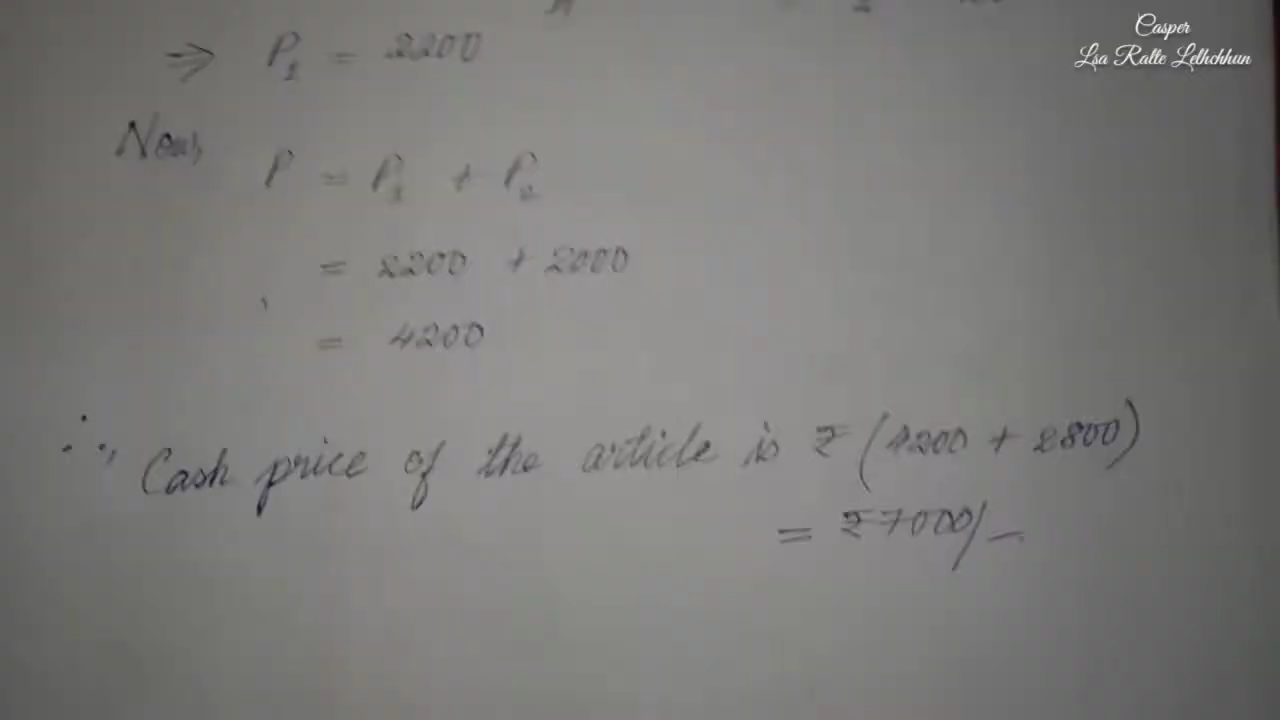 Casper
Lsa Ralte Lethchhun
⇒ P₁ = 2200
Now,
P = P₁ + P₂
= 2200 + 2000
= 4200
∴, Cash price of the article is ₹ (4200 + 2800)
= ₹7000/-